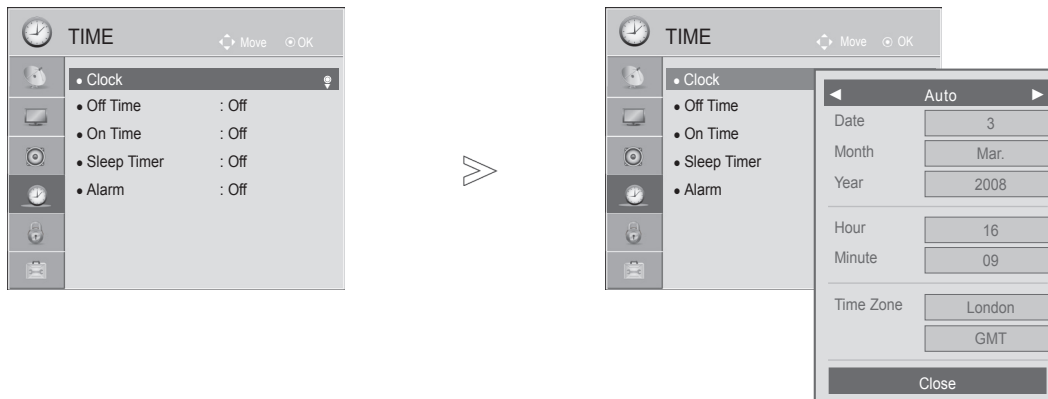 TIME Move OK
• Clock
• Off Time : Off
• On Time : Off
• Sleep Timer : Off
• Alarm : Off
TIME Move OK
• Clock
• Off Time
• On Time
• Sleep Timer
• Alarm
◀ Auto ▶
Date 3
Month Mar.
Year 2008
Hour 16
Minute 09
Time Zone London
GMT
Close